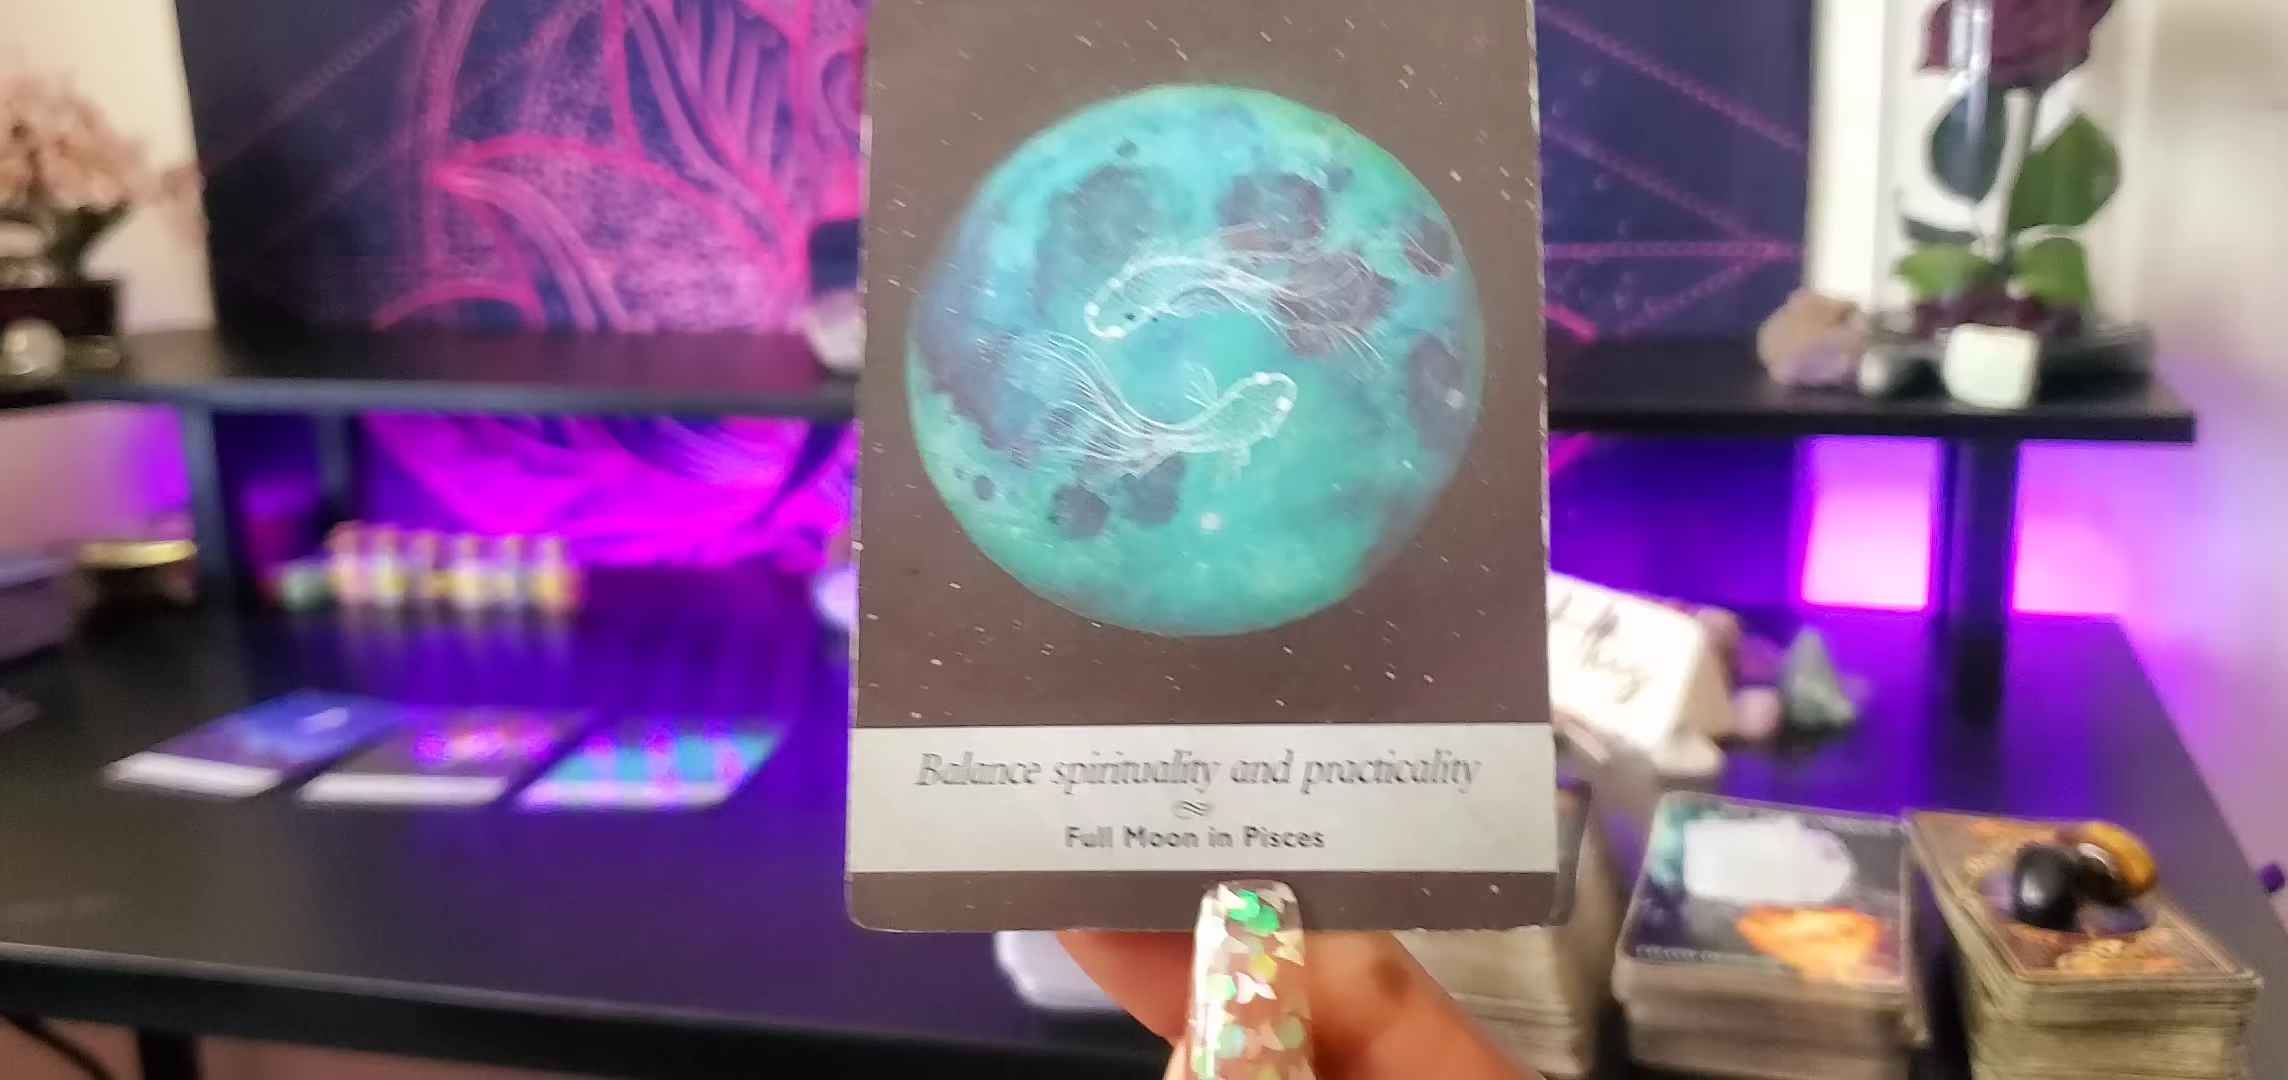 Balance spirituality and practicality
Full Moon in Pisces